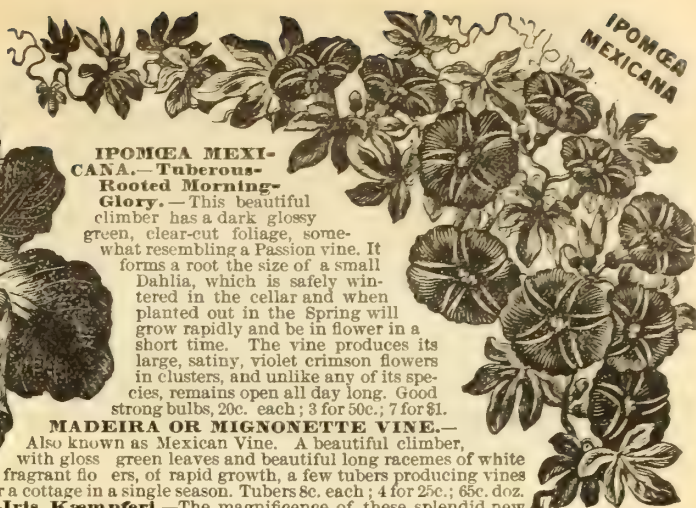 IPOMŒA
MEXICANA
IPOMŒA MEXI-
CANA.—Tuberous-
Rooted Morning-
Glory.—This beautiful
climber has a dark glossy
green, clear-cut foliage, some-
what resembling a Passion vine. It
forms a root the size of a small
Dahlia, which is safely win-
tered in the cellar and when
planted out in the Spring will
grow rapidly and be in flower in a
short time. The vine produces its
large, satiny, violet crimson flowers
in clusters, and unlike any of its spe-
cies, remains open all day long. Good
strong bulbs, 20c. each; 3 for 50c.; 7 for $1.
MADEIRA OR MIGNONETTE VINE.—
Also known as Mexican Vine. A beautiful climber,
with gloss green leaves and beautiful long racemes of white
fragrant flo ers, of rapid growth, a few tubers producing vines
a cottage in a single season. Tubers 8c. each; 4 for 25c.; 65c. doz.
Iris Kæmpferi.—The magnificence of these splendid new